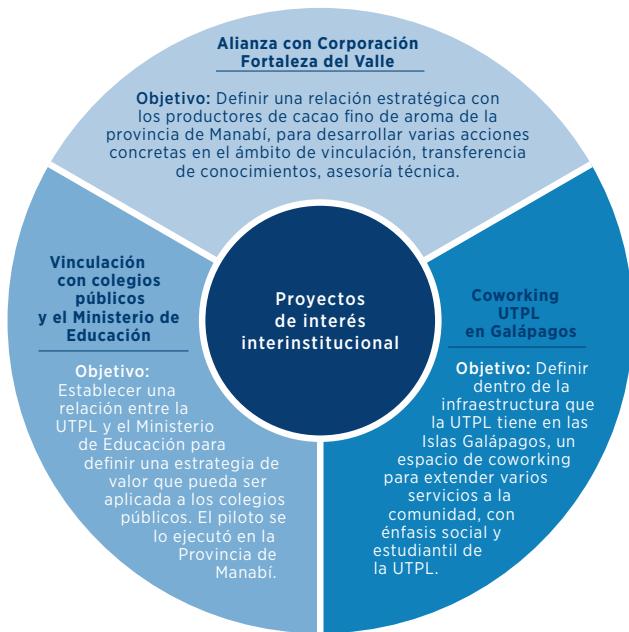 Alianza con Corporación
Fortaleza del Valle
Objetivo: Definir una relación estratégica con
los productores de cacao fino de aroma de la
provincia de Manabí, para desarrollar varias acciones
concretas en el ámbito de vinculación, transferencia
de conocimientos, asesoría técnica.
Vinculación
con colegios
públicos
y el Ministerio de
Educación
Objetivo:
Establecer una
relación entre la
UTPL y el Ministerio
de Educación para
definir una estrategia de
valor que pueda ser
aplicada a los colegios
públicos. El piloto se
lo ejecutó en la
Provincia de
Manabí.
Proyectos
de interés
interinstitucional
Coworking
UTPL
en Galápagos
Objetivo: Definir
dentro de la
infraestructura que
la UTPL tiene en las
Islas Galápagos, un
espacio de coworking
para extender varios
servicios a la
comunidad, con
énfasis social y
estudiantil de
la UTPL.